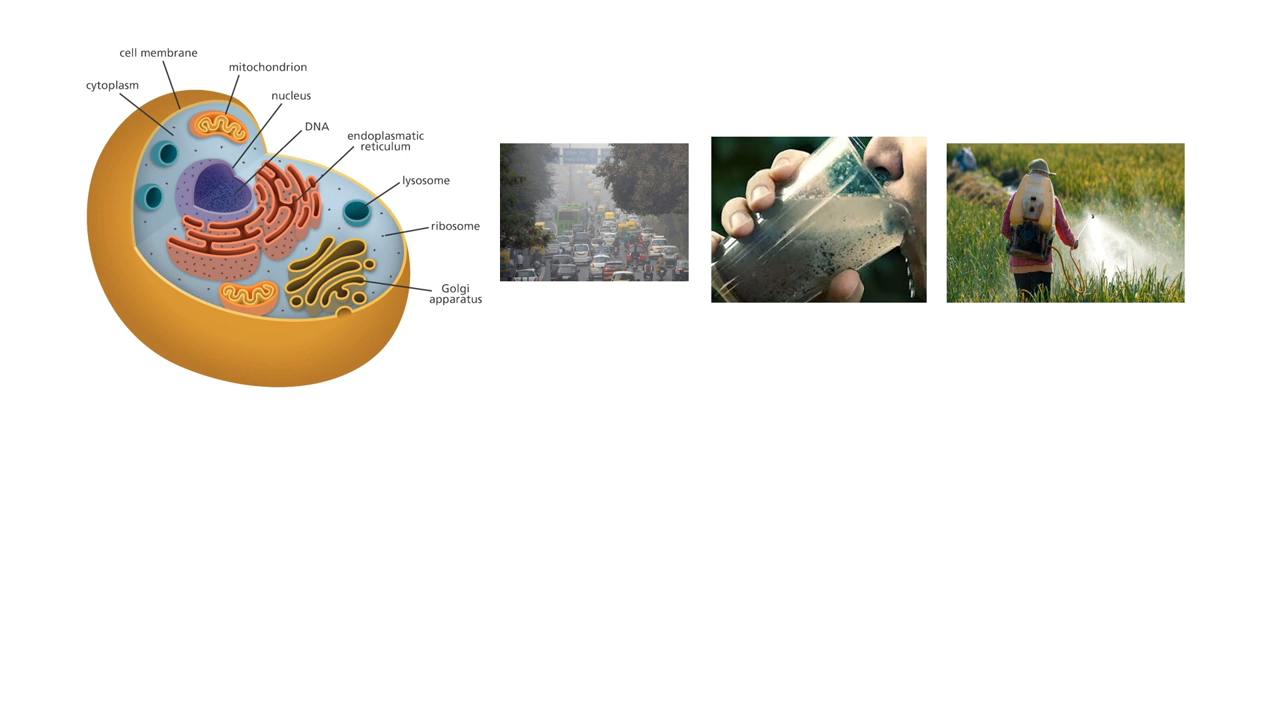 cell membrane
mitochondrion
cytoplasm
nucleus
DNA
endoplasmatic
reticulum
lysosome
ribosome
Golgi
apparatus